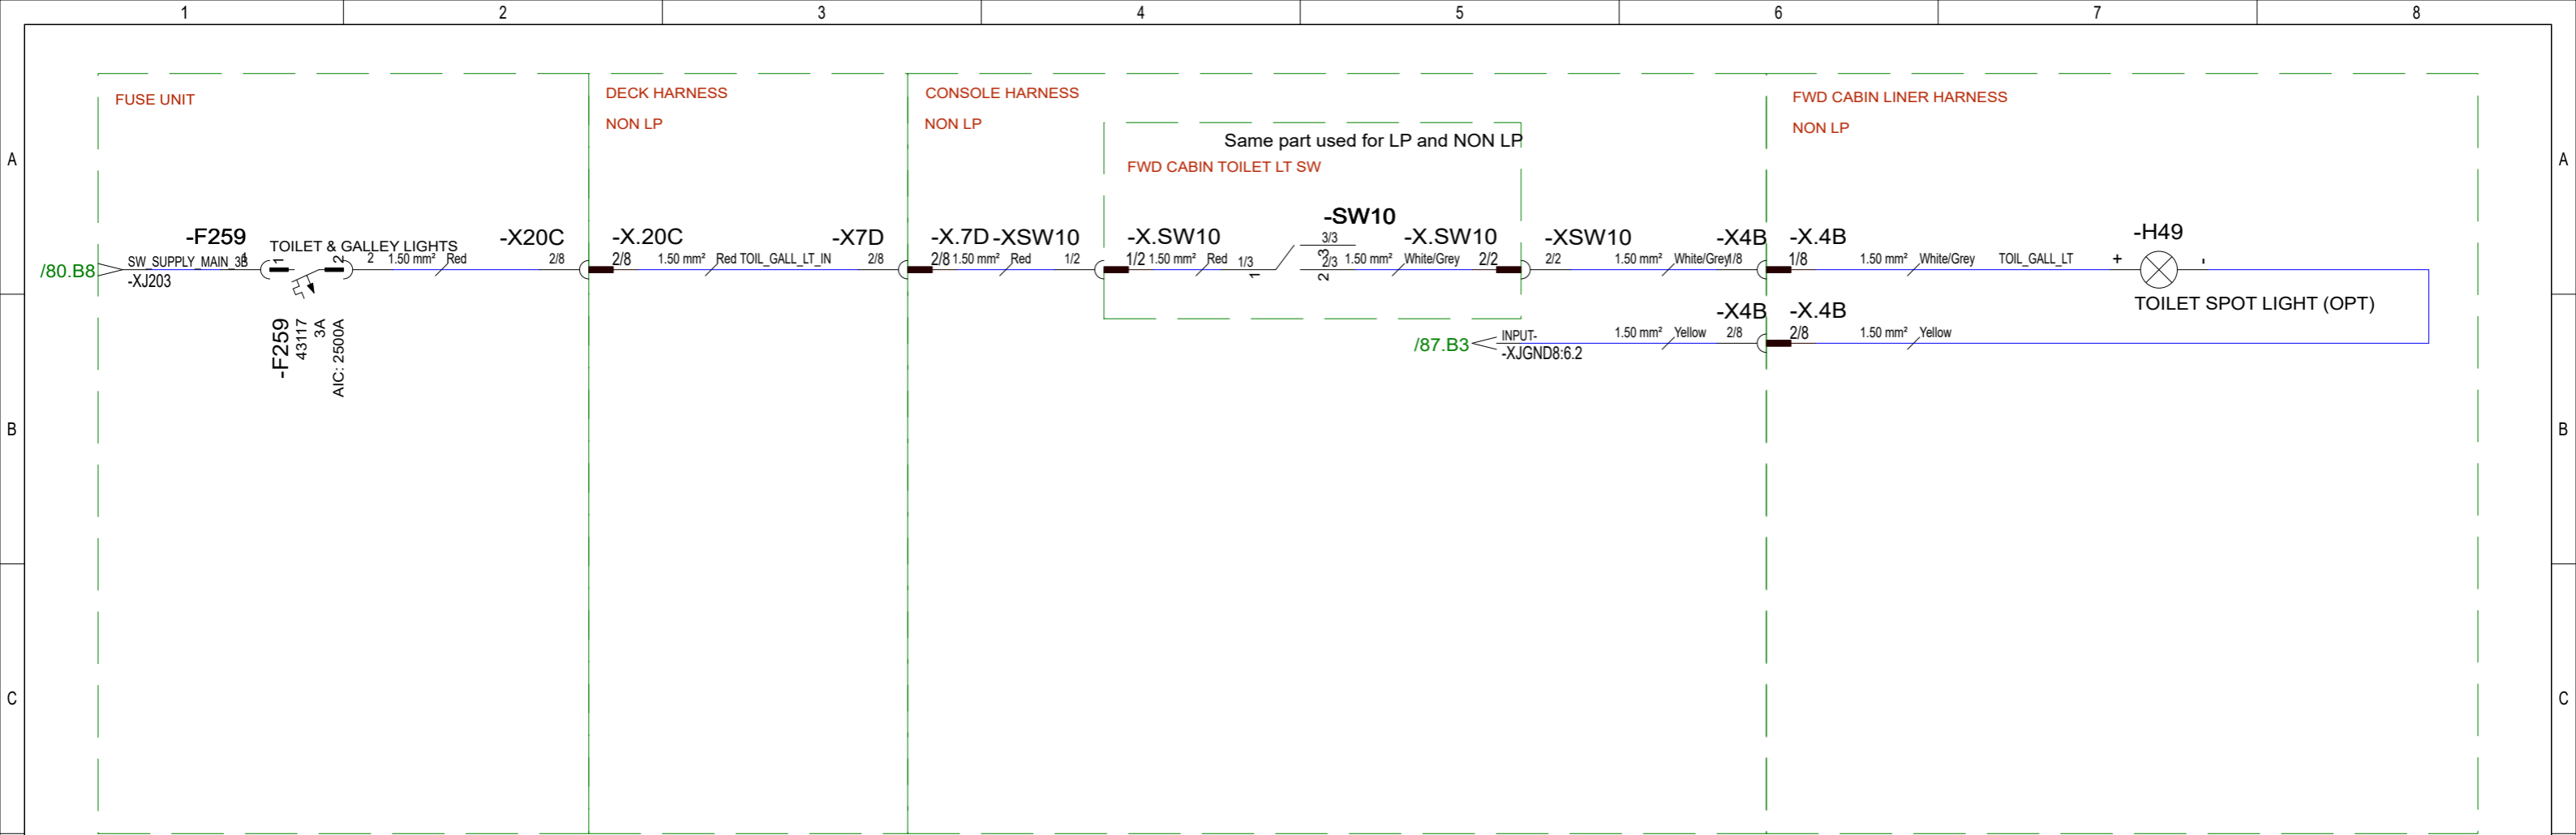 1 2 3 4 5 6 7 8
FUSE UNIT
DECK HARNESS
NON LP
CONSOLE HARNESS
NON LP
FWD CABIN LINER HARNESS
NON LP
Same part used for LP and NON LP
FWD CABIN TOILET LT SW
A
A
/80.B8
SW_SUPPLY_MAIN_3B
-XJ203
-F259
1
TOILET & GALLEY LIGHTS
1
2
2
1.50 mm² Red
-X20C
2/8
-X.20C
2/8
1.50 mm² Red TOIL_GALL_LT_IN
-X7D
2/8
-X.7D
2/8
1.50 mm² Red
-XSW10
1/2
-X.SW10
1/2
1.50 mm² Red
1/3
1
-SW10
3/3
3
2/3
2
1.50 mm² White/Grey
-X.SW10
2/2
-XSW10
2/2
1.50 mm² White/Grey
-X4B
1/8
-X.4B
1/8
1.50 mm² White/Grey
TOIL_GALL_LT
+
-H49
-
TOILET SPOT LIGHT (OPT)
-F259
43117
3A
AIC: 2500A
/87.B3
INPUT-
-XJGND8:6.2
1.50 mm² Yellow
-X4B
2/8
-X.4B
2/8
1.50 mm² Yellow
B
B
C
C